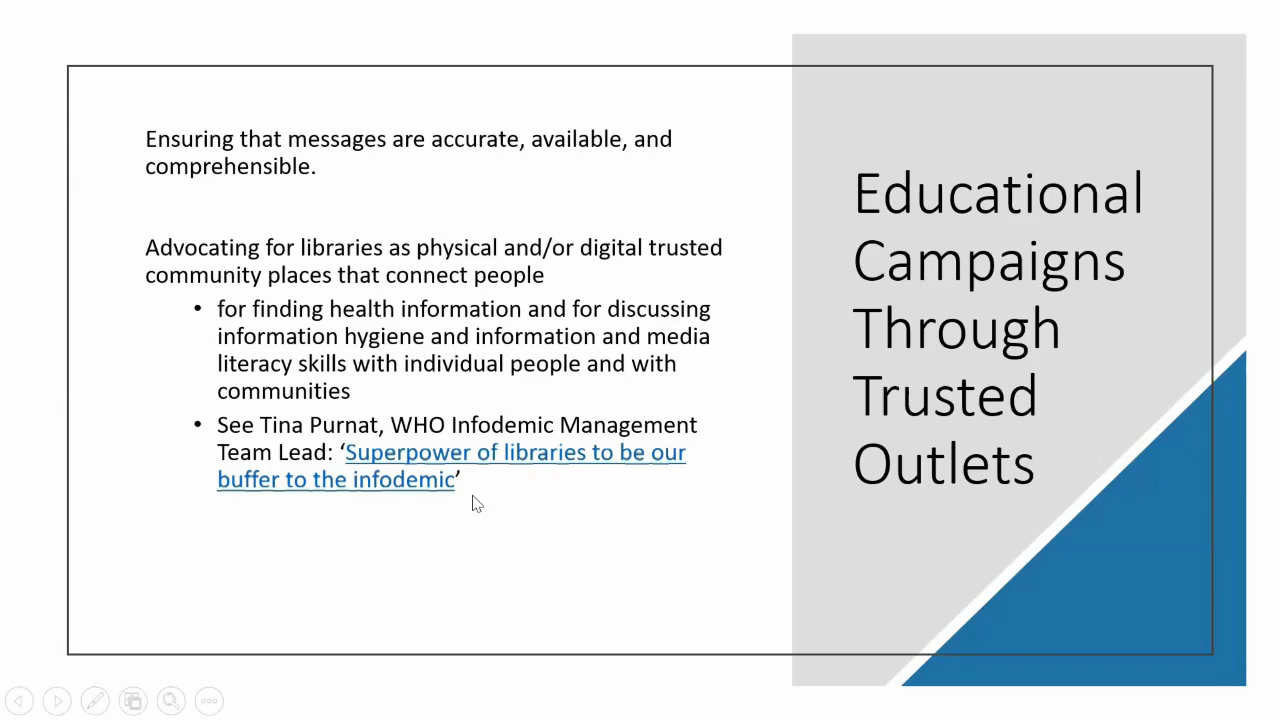 Ensuring that messages are accurate, available, and
comprehensible.
Advocating for libraries as physical and/or digital trusted
community places that connect people
• for finding health information and for discussing
information hygiene and information and media
literacy skills with individual people and with
communities
• See Tina Purnat, WHO Infodemic Management
Team Lead: ‘Superpower of libraries to be our
buffer to the infodemic’
Educational
Campaigns
Through
Trusted
Outlets